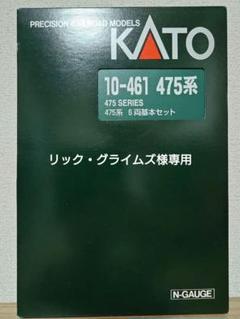 PRECISION RAILROAD MODELS
KATO
10-461 475系
475 SERIES
475系 6両基本セット
リック・グライムズ様専用
N-GAUGE